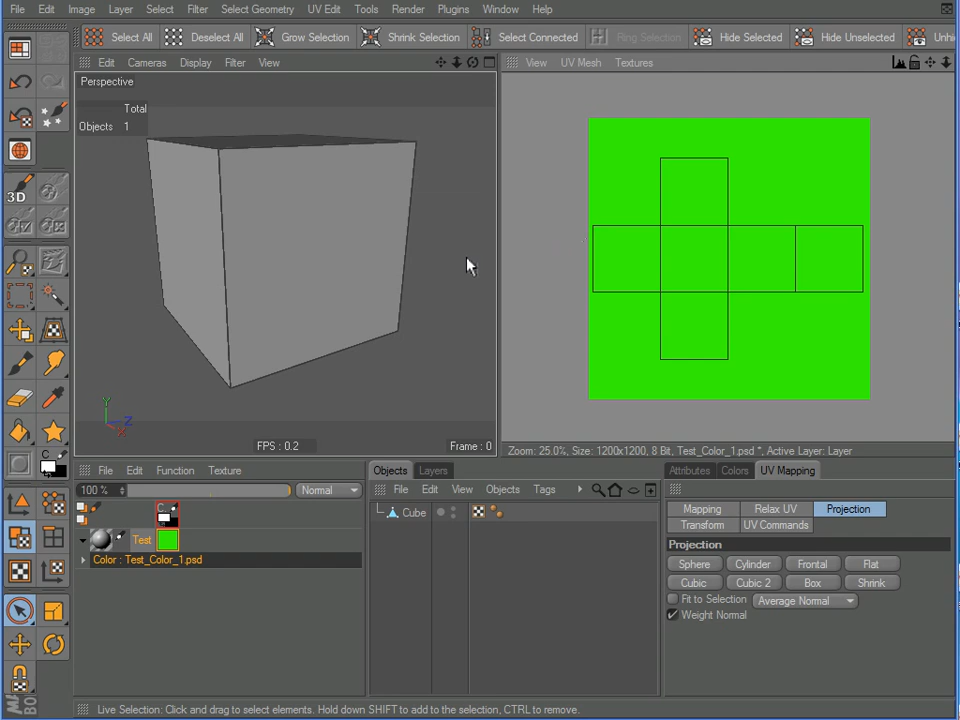 File Edit Image Layer Select Filter Select Geometry UV Edit Tools Render Plugins Window Help
Select All Deselect All Grow Selection Shrink Selection Select Connected Ring Selection Hide Selected Hide Unselected Unhi
Edit Cameras Display Filter View
View UV Mesh Textures
Perspective
Total
Objects 1
3D
Y
Z
X
FPS : 0.2
Frame : 0
Zoom: 25.0%, Size: 1200x1200, 8 Bit, Test_Color_1.psd *, Active Layer: Layer
File Edit Function Texture
100 %
Normal
C
Test
Color : Test_Color_1.psd
Objects Layers
File Edit View Objects Tags
Cube
Attributes Colors UV Mapping
Mapping Relax UV Projection
Transform UV Commands
Projection
Sphere Cylinder Frontal Flat
Cubic Cubic 2 Box Shrink
Fit to Selection Average Normal
Weight Normal
Live Selection: Click and drag to select elements. Hold down SHIFT to add to the selection, CTRL to remove.